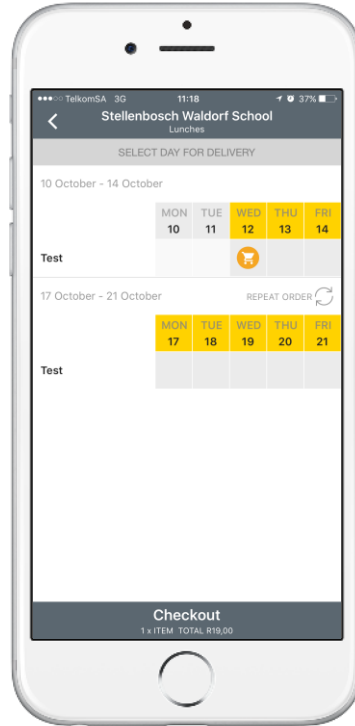 TelkomSA 3G 11:18 37%
Stellenbosch Waldorf School
Lunches
SELECT DAY FOR DELIVERY
10 October - 14 October
MON TUE WED THU FRI
10 11 12 13 14
Test
17 October - 21 October REPEAT ORDER
MON TUE WED THU FRI
17 18 19 20 21
Test
Checkout
1 x ITEM TOTAL R19,00